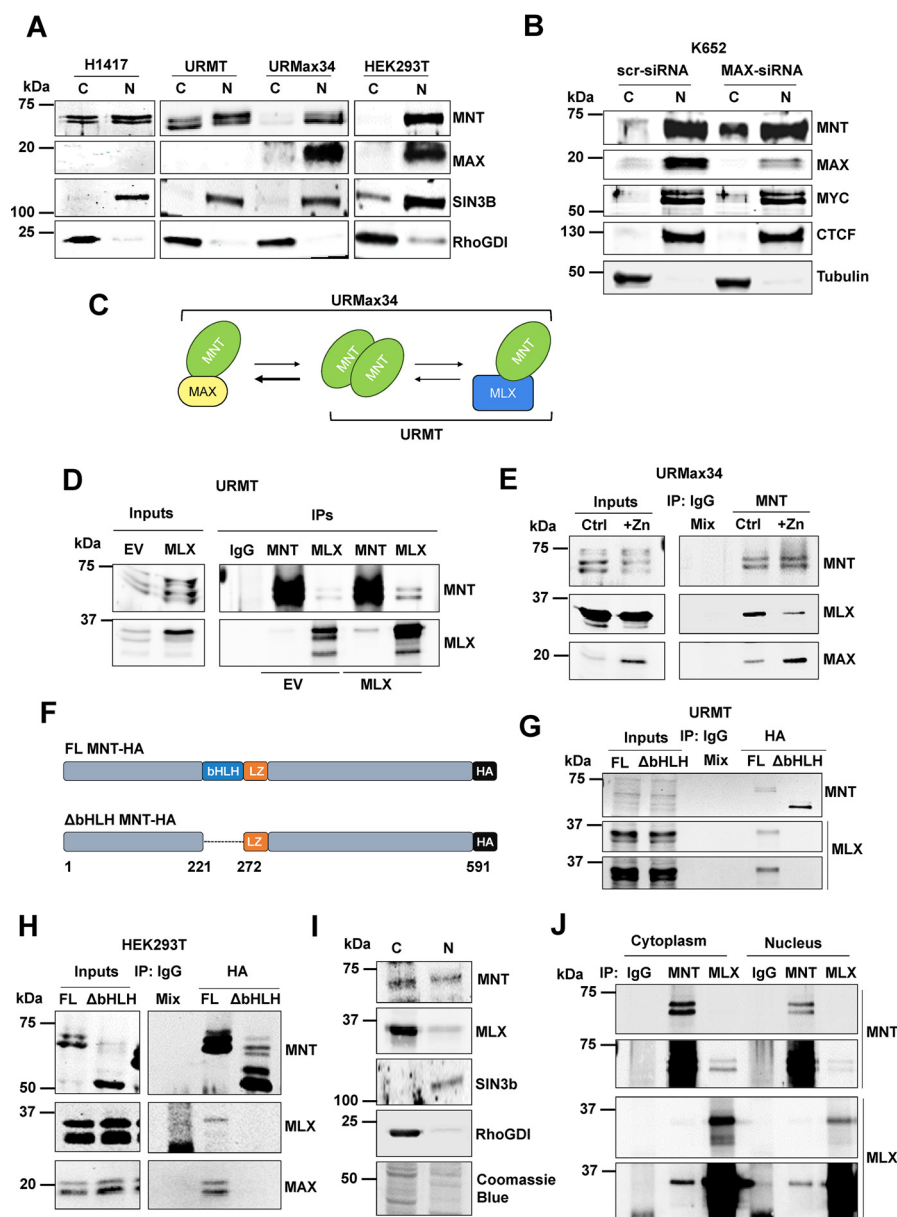 A
H1417 URMT URMax34 HEK293T
kDa C N C N C N C N
75 MNT
20 MAX
100 SIN3B
25 RhoGDI
B
K652
scr-siRNA MAX-siRNA
kDa C N C N
75 MNT
20 MAX
50 MYC
130 CTCF
50 Tubulin
C
URMax34
MNT MNT MNT MNT
MAX MLX
URMT
D
URMT
Inputs IPs
kDa EV MLX IgG MNT MLX MNT MLX
75 MNT
37 MLX
EV MLX
E
URMax34
Inputs IP: IgG MNT
kDa Ctrl +Zn Mix Ctrl +Zn
75 MNT
37 MLX
20 MAX
F
FL MNT-HA
bHLH LZ HA
ΔbHLH MNT-HA
LZ HA
1 221 272 591
G
URMT
Inputs IP: IgG HA
kDa FL ΔbHLH Mix FL ΔbHLH
75 MNT
37
MLX
37
H
HEK293T
Inputs IP: IgG HA
kDa FL ΔbHLH Mix FL ΔbHLH
MNT
50
37 MLX
20 MAX
I
kDa C N
75 MNT
37 MLX
100 SIN3b
25 RhoGDI
50 Coomassie
Blue
J
Cytoplasm Nucleus
kDa IP: IgG MNT MLX IgG MNT MLX
75
MNT
75
37
MLX
37